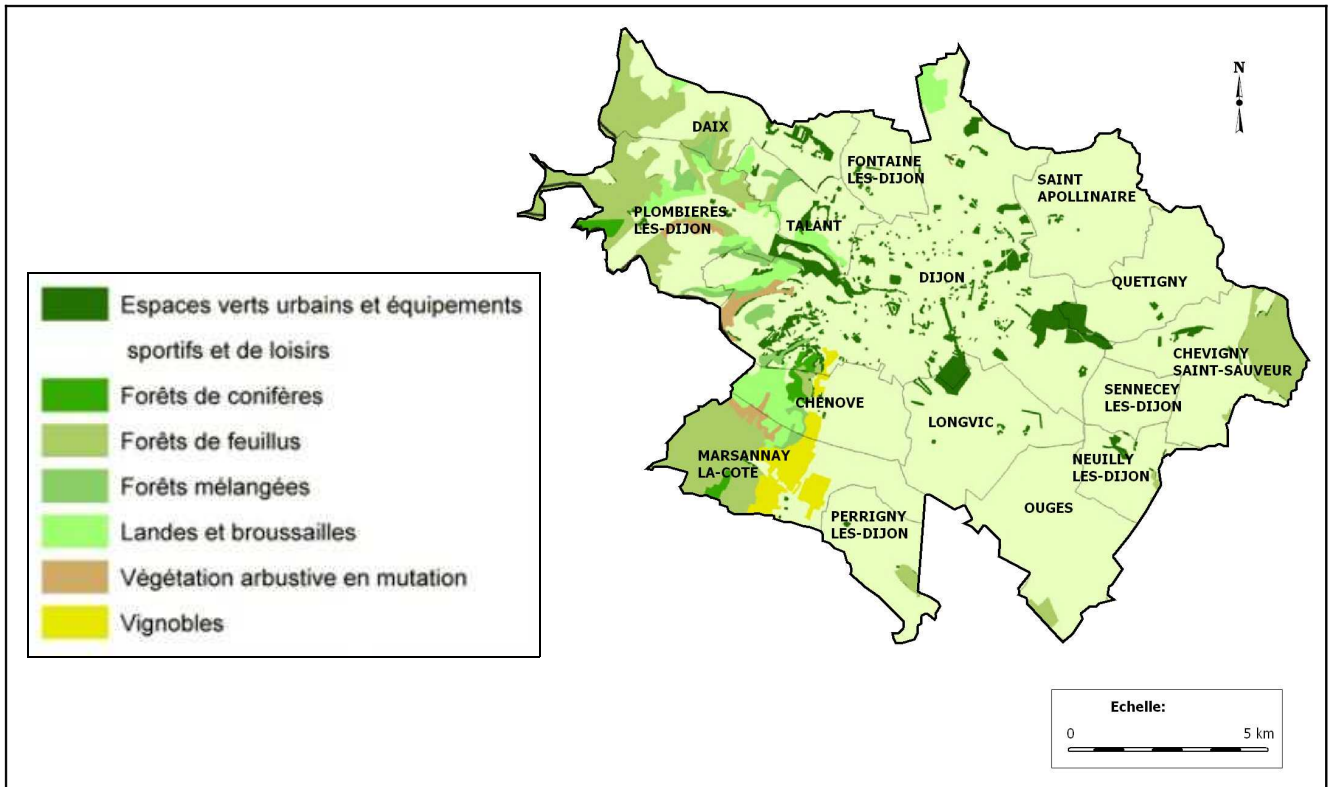 N
DAIX
FONTAINE
LES-DIJON
SAINT
APOLLINAIRE
PLOMBIERES
LES-DIJON
TALANT
DIJON
QUETIGNY
CHEVIGNY
SAINT-SAUVEUR
SENNECEY
LES-DIJON
CHENOVE
LONGVIC
MARSANNAY
LA-COTE
NEUILLY
LES-DIJON
OUGES
PERRIGNY
LES-DIJON
Espaces verts urbains et équipements
sportifs et de loisirs
Forêts de conifères
Forêts de feuillus
Forêts mélangées
Landes et broussailles
Végétation arbustive en mutation
Vignobles
Echelle:
0 5 km